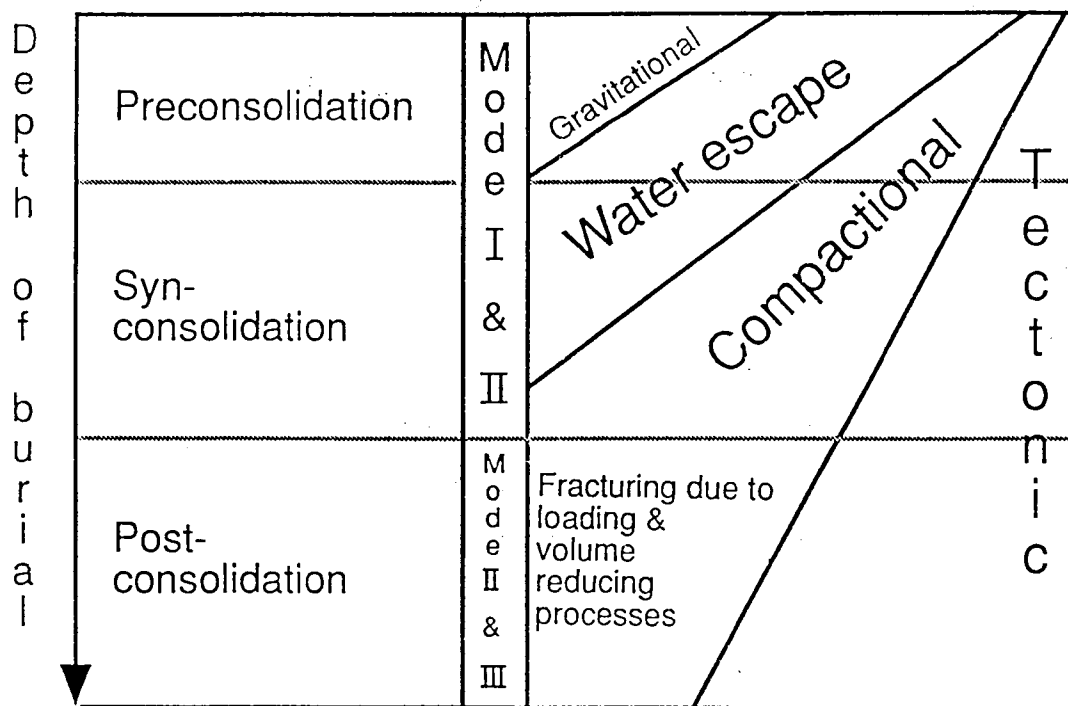 Depth of burial
Preconsolidation
Syn-
consolidation
Post-
consolidation
Mode I & II
Mode II & III
Gravitational
Water escape
Compactional
Fracturing due to
loading &
volume
reducing
processes
Tectonic